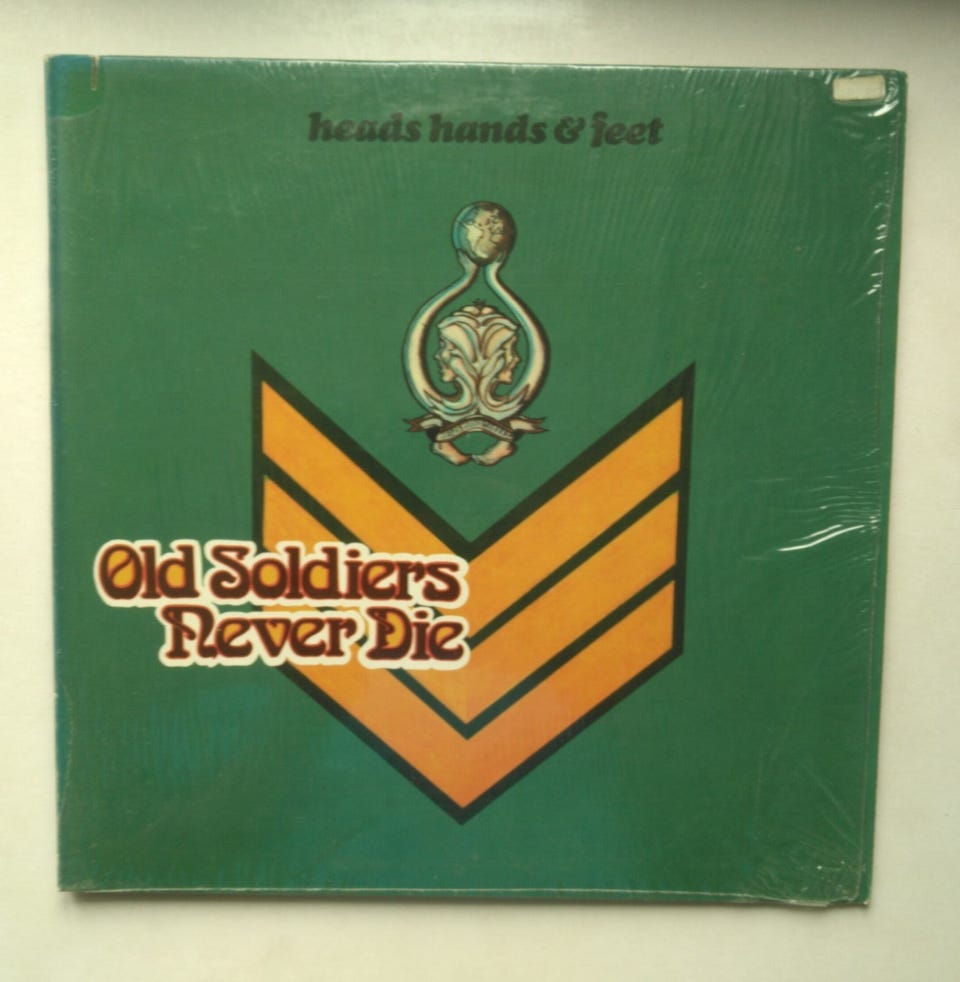 heads hands & feet
Old Soldiers
Never Die